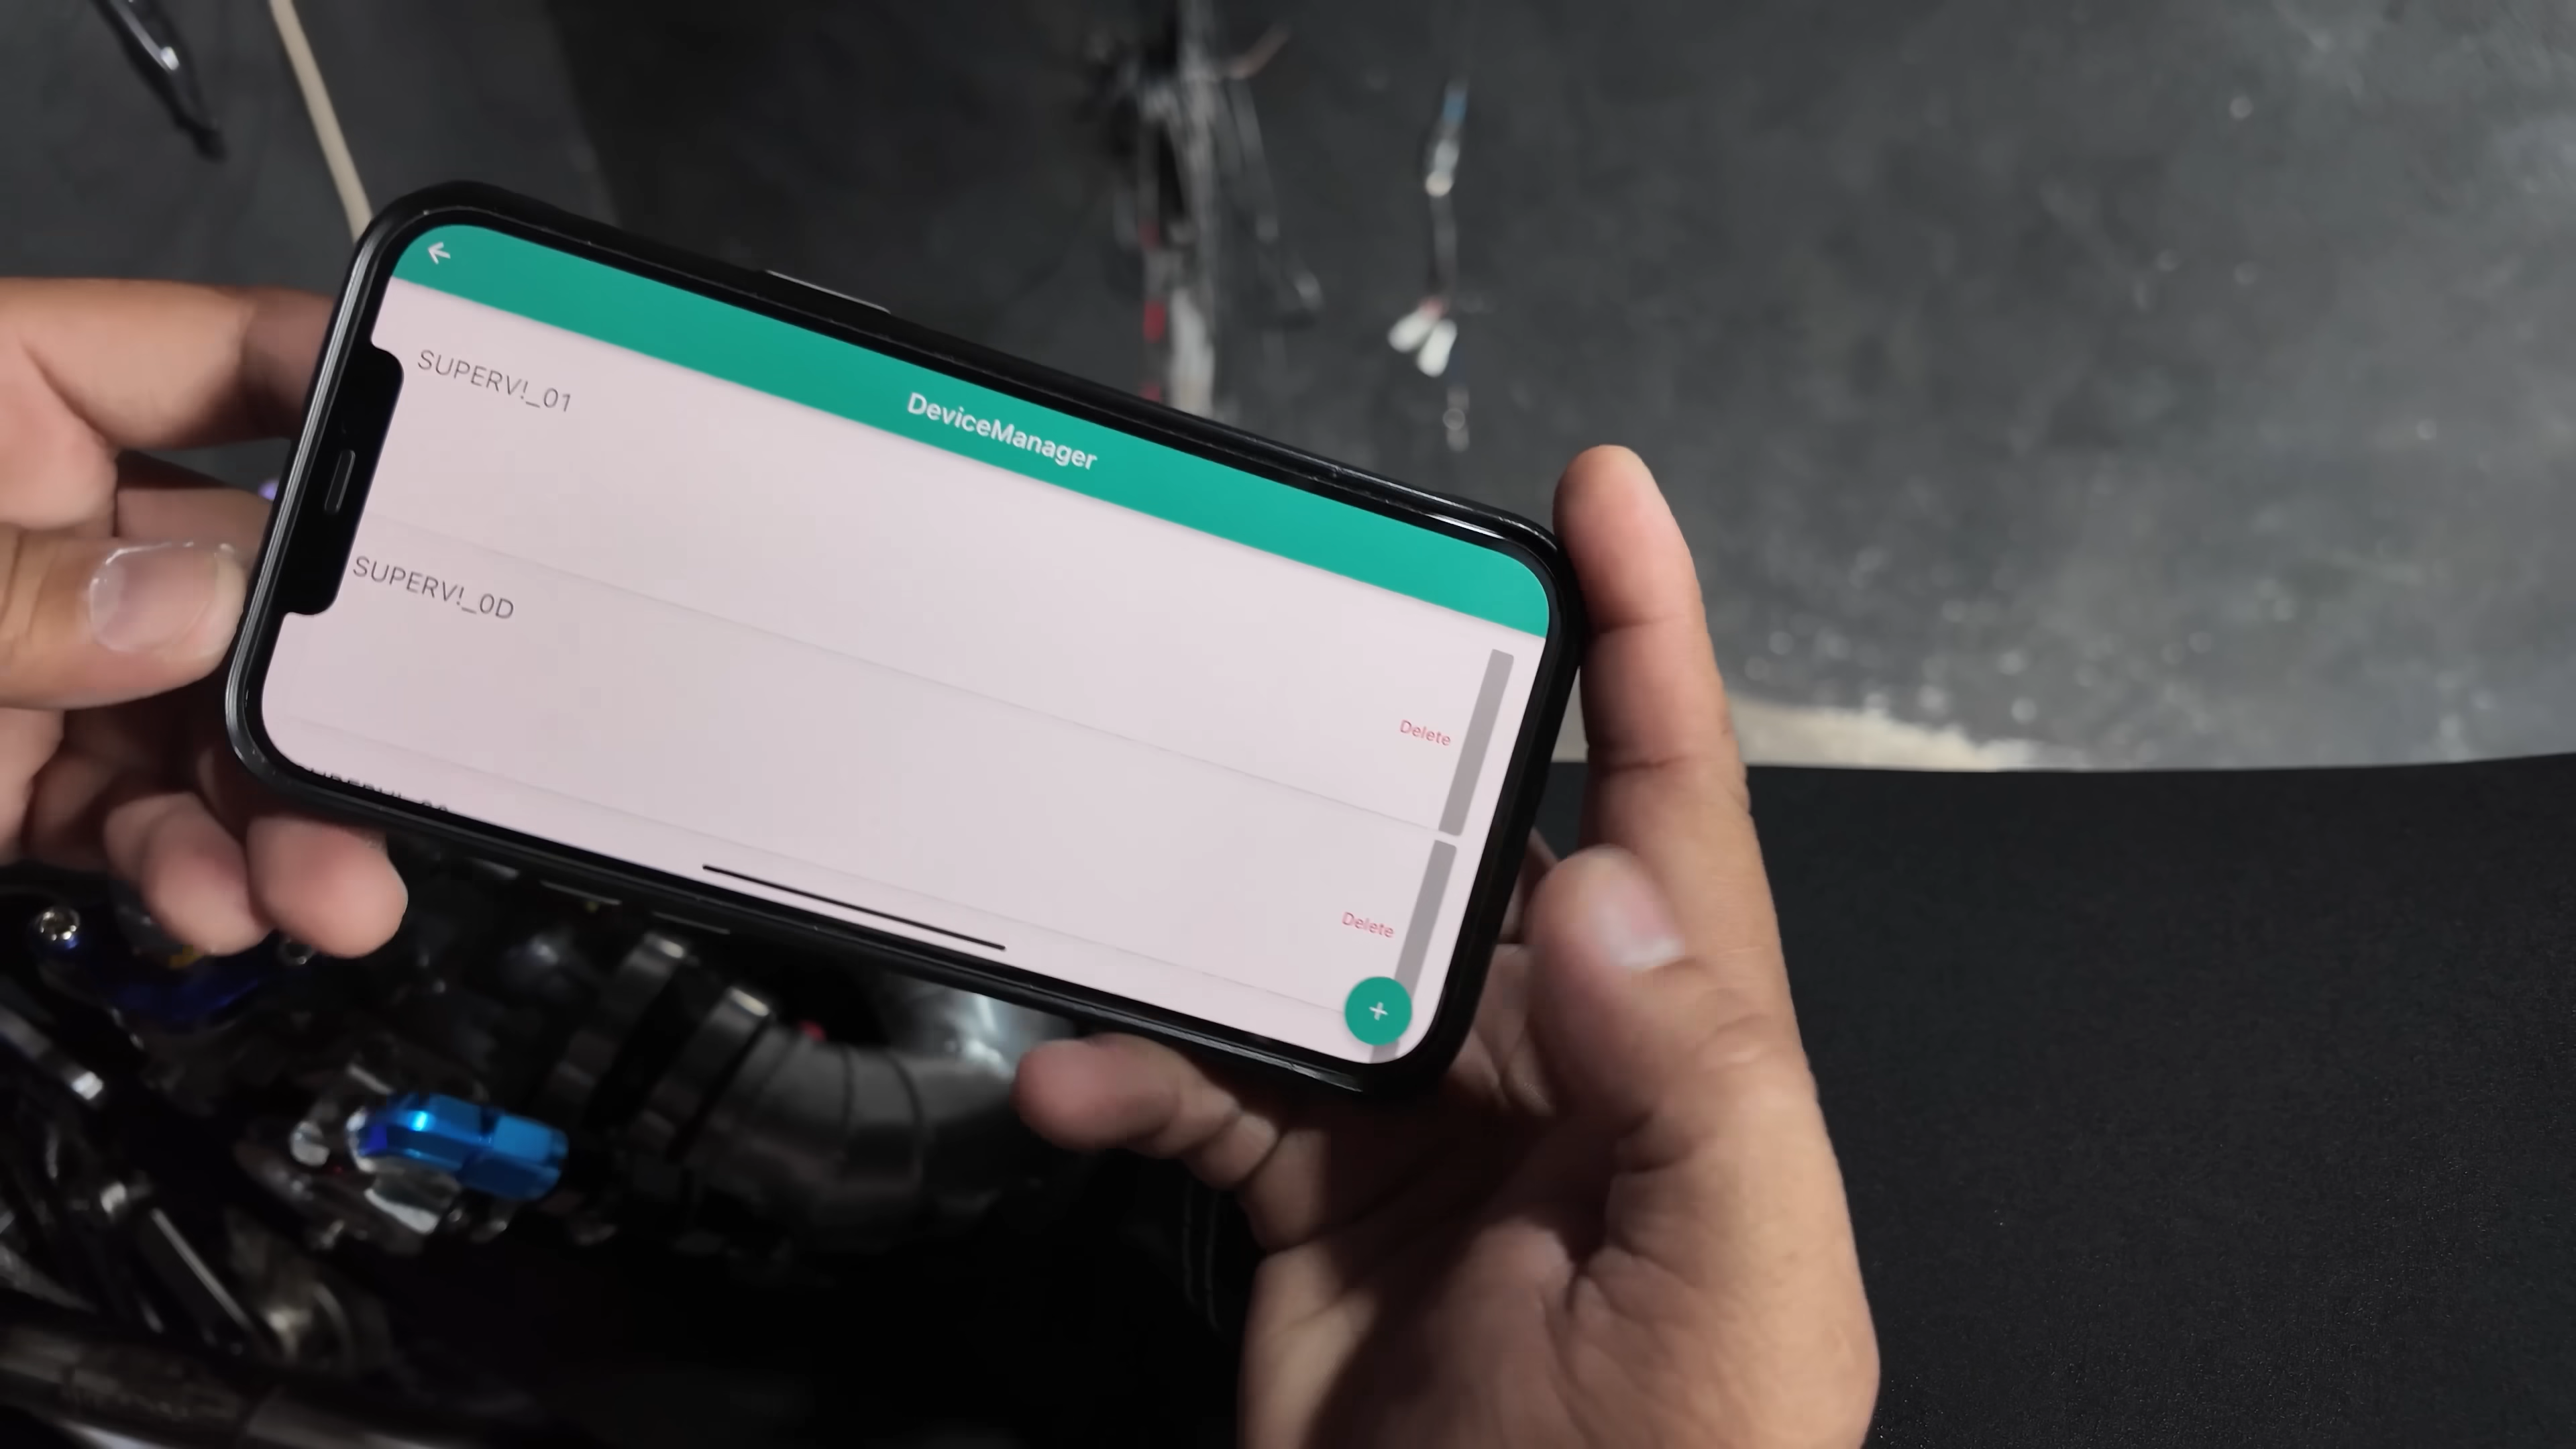 DeviceManager
SUPERV!_01
Delete
SUPERV!_0D
Delete
+